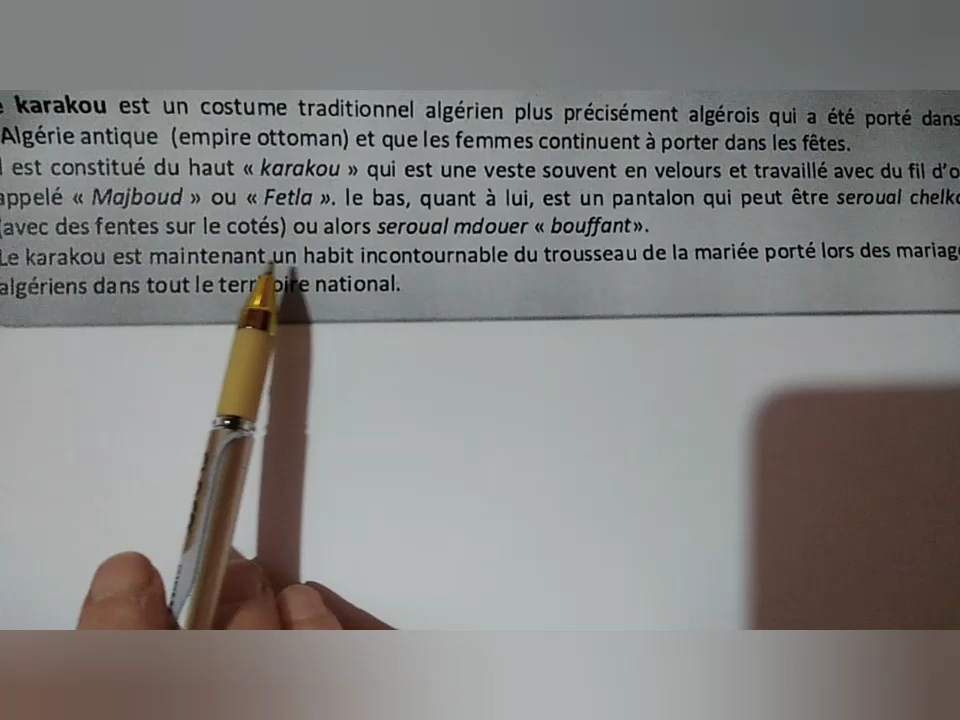 karakou est un costume traditionnel algérien plus précisément algérois qui a été porté dans
Algérie antique (empire ottoman) et que les femmes continuent à porter dans les fêtes.
est constitué du haut « karakou » qui est une veste souvent en velours et travaillé avec du fil d'o
appelé « Majboud » ou « Fetla ». le bas, quant à lui, est un pantalon qui peut être seroual
(avec des fentes sur le cotés) ou alors seroual mdouer « bouffant».
Le karakou est maintenant un habit incontournable du trousseau de la mariée porté lors des
algériens dans tout le territoire national.